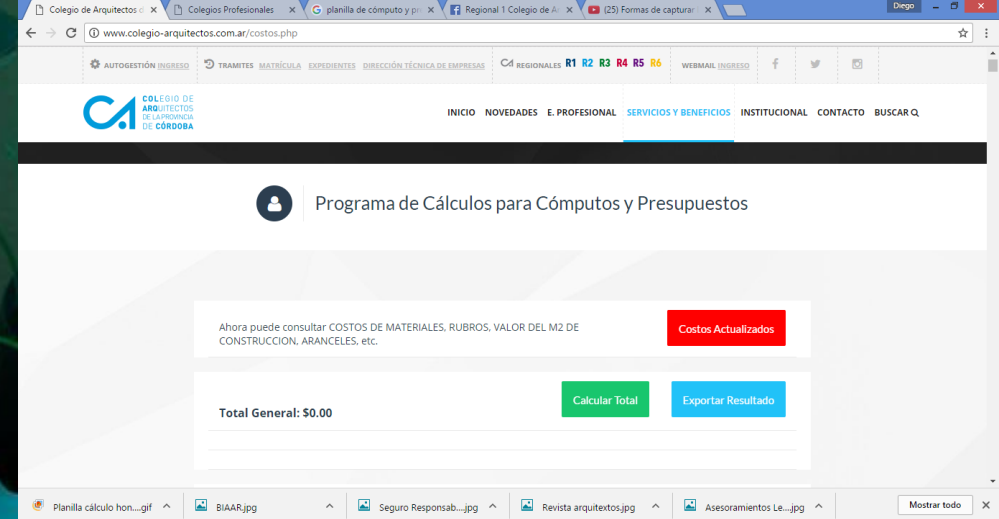 Colegio de Arquitectos d
Colegios Profesionales
planilla de cómputo y pr
Regional 1 Colegio de A
(25) Formas de capturar
Diego
www.colegio-arquitectos.com.ar/costos.php
AUTOGESTIÓN INGRESO
TRAMITES MATRÍCULA EXPEDIENTES DIRECCIÓN TÉCNICA DE EMPRESAS
CA REGIONALES R1 R2 R3 R4 R5 R6
WEBMAIL INGRESO
COLEGIO DE
ARQUITECTOS
DE LA PROVINCIA
DE CÓRDOBA
INICIO NOVEDADES E. PROFESIONAL SERVICIOS Y BENEFICIOS INSTITUCIONAL CONTACTO BUSCAR
Programa de Cálculos para Cómputos y Presupuestos
Ahora puede consultar COSTOS DE MATERIALES, RUBROS, VALOR DEL M2 DE
CONSTRUCCION, ARANCELES, etc.
Costos Actualizados
Total General: $0.00
Calcular Total
Exportar Resultado
Planilla cálculo hon....gif
BIAAR.jpg
Seguro Responsab....jpg
Revista arquitextos.jpg
Asesoramientos Le....jpg
Mostrar todo